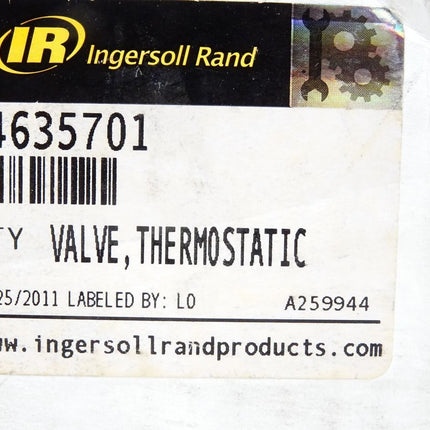 IR Ingersoll Rand
4635701
TY VALVE, THERMOSTATIC
25/2011 LABELED BY: LO A259944
w.ingersollrandproducts.com